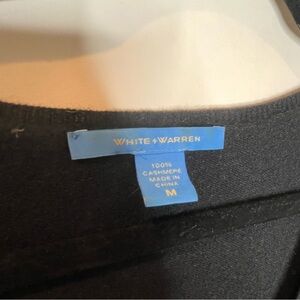 WHITE+WARREN
100%
CASHMERE
MADE IN
CHINA
M